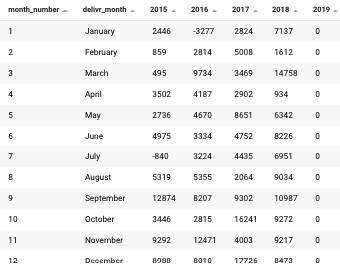 month_number delivr_month 2015 2016 2017 2018 2019
1 January 2446 -3277 2824 7137 0
2 February 859 2814 5008 1612 0
3 March 495 9734 3469 14758 0
4 April 3502 4187 2902 934 0
5 May 2736 4670 8651 6342 0
6 June 4975 3334 4752 8226 0
7 July -840 3224 4435 6951 0
8 August 5319 5355 2064 9034 0
9 September 12874 8207 9302 10987 0
10 October 3446 2815 16241 9272 0
11 November 9292 12471 4003 9217 0
12 December 8988 8010 17726 8473 0